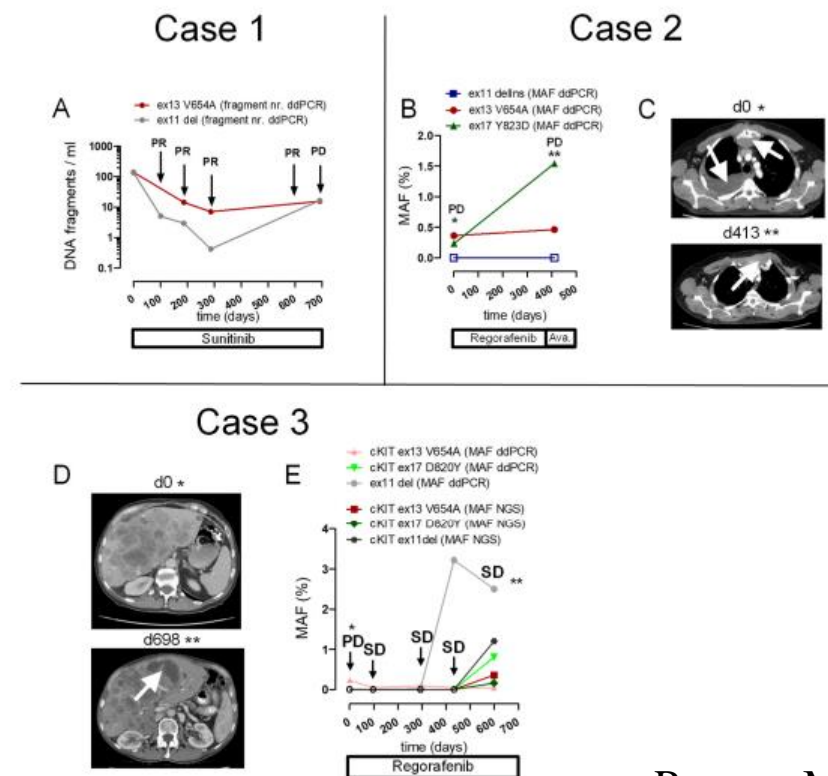 Case 1
Case 2
A
ex13 V654A (fragment nr. ddPCR)
ex11 del (fragment nr. ddPCR)
PR
PR
PR
PR
PD
1000
100
10
1
0.1
DNA fragments / ml
0
100
200
300
400
500
600
700
time (days)
Sunitinib
B
ex11 delIns (MAF ddPCR)
ex13 V654A (MAF ddPCR)
ex17 Y823D (MAF ddPCR)
2.0
1.5
1.0
0.5
0.0
MAF (%)
PD
*
PD
**
0
100
200
300
400
500
time (days)
Regorafenib
Ava.
C
d0 *
d413 **
Case 3
D
d0 *
d698 **
E
cKIT ex13 V654A (MAF ddPCR)
cKIT ex17 D820Y (MAF ddPCR)
ex11 del (MAF ddPCR)
cKIT ex13 V654A (MAF NGS)
cKIT ex17 D820Y (MAF NGS)
cKIT ex11del (MAF NGS)
4
3
2
1
0
MAF (%)
*
PD
SD
SD
SD
SD
**
0
100
200
300
400
500
600
700
time (days)
Regorafenib